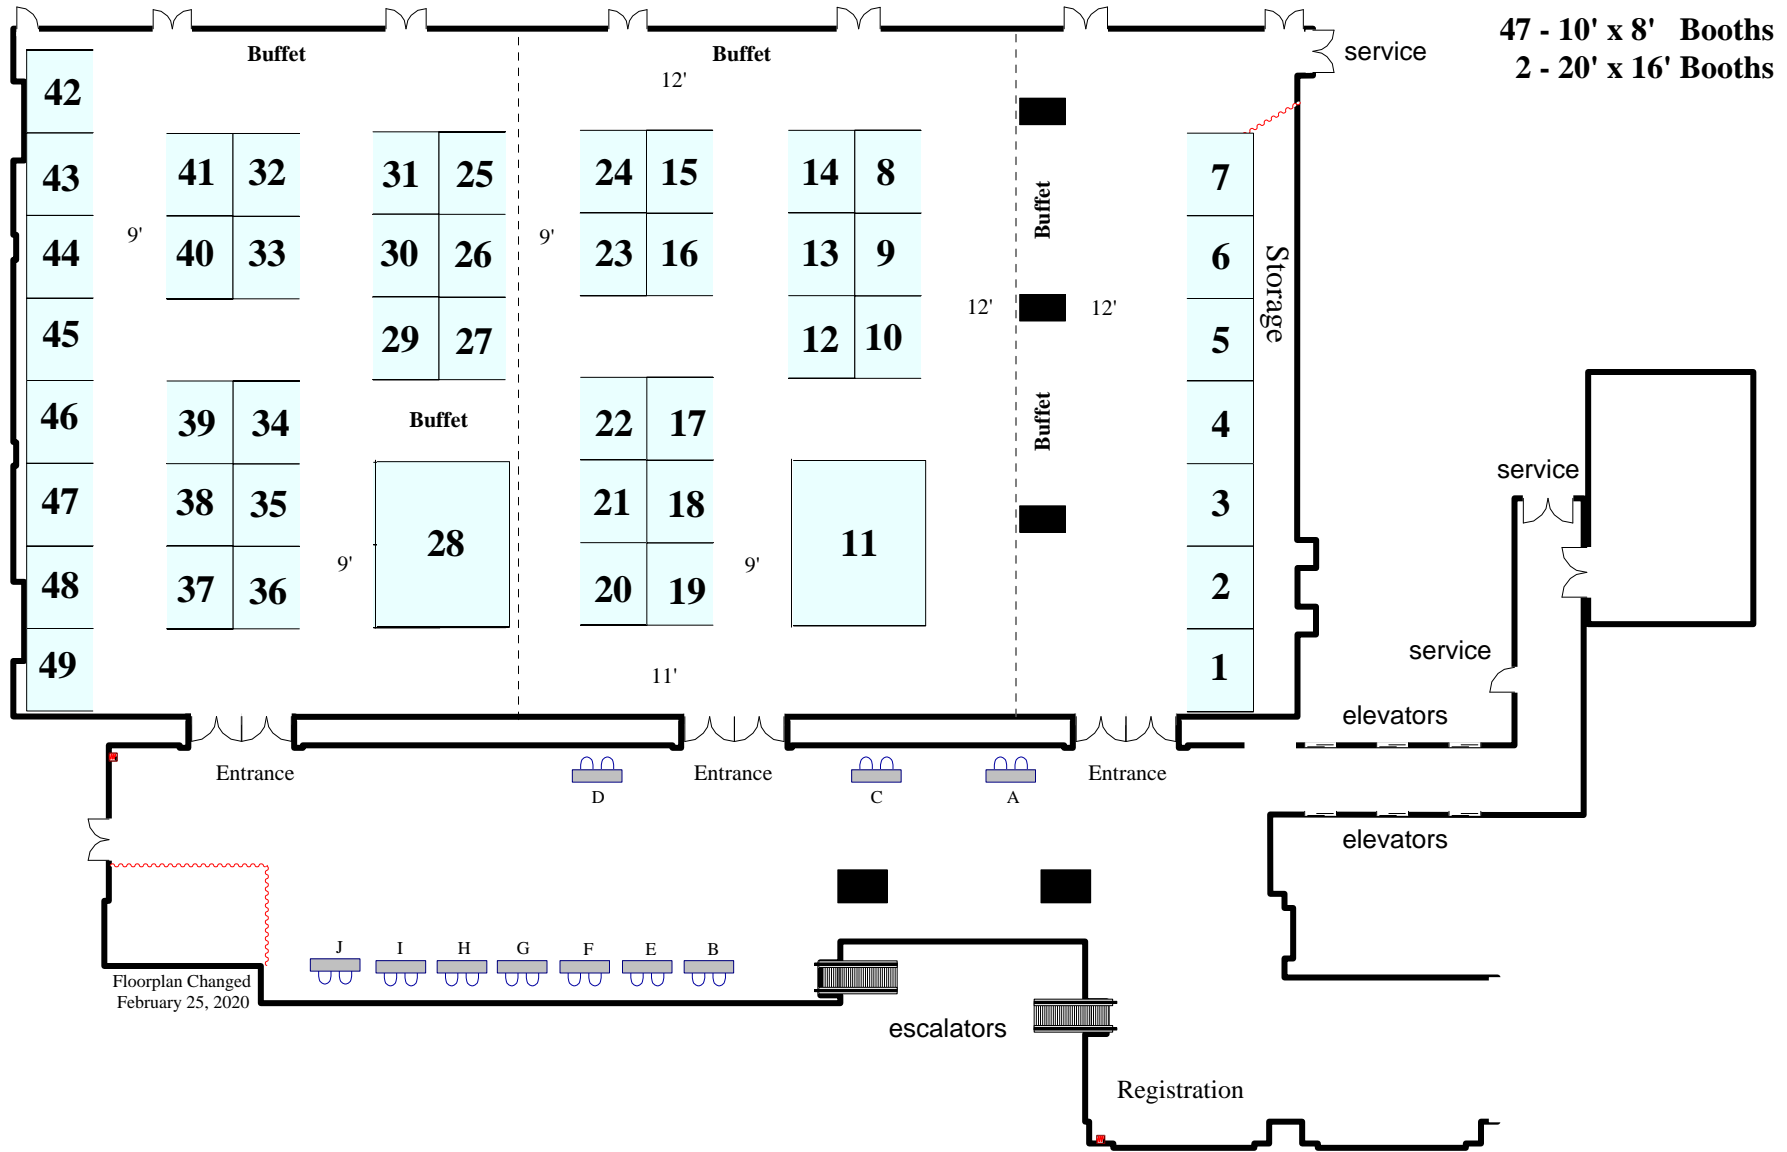 47 - 10' x 8' Booths
2 - 20' x 16' Booths
service
Buffet
Buffet
12'
42
43
44
45
46
47
48
49
41 32
40 33
39 34
38 35
37 36
9'
31 25
30 26
29 27
Buffet
28
9'
9'
24 15
23 16
22 17
21 18
20 19
9'
11'
14 8
13 9
12 10
11
12'
12'
Buffet
Buffet
7
6
5
4
3
2
1
Storage
service
service
elevators
elevators
Entrance
Entrance
Entrance
D
C
A
J
I
H
G
F
E
B
Floorplan Changed
February 25, 2020
escalators
Registration